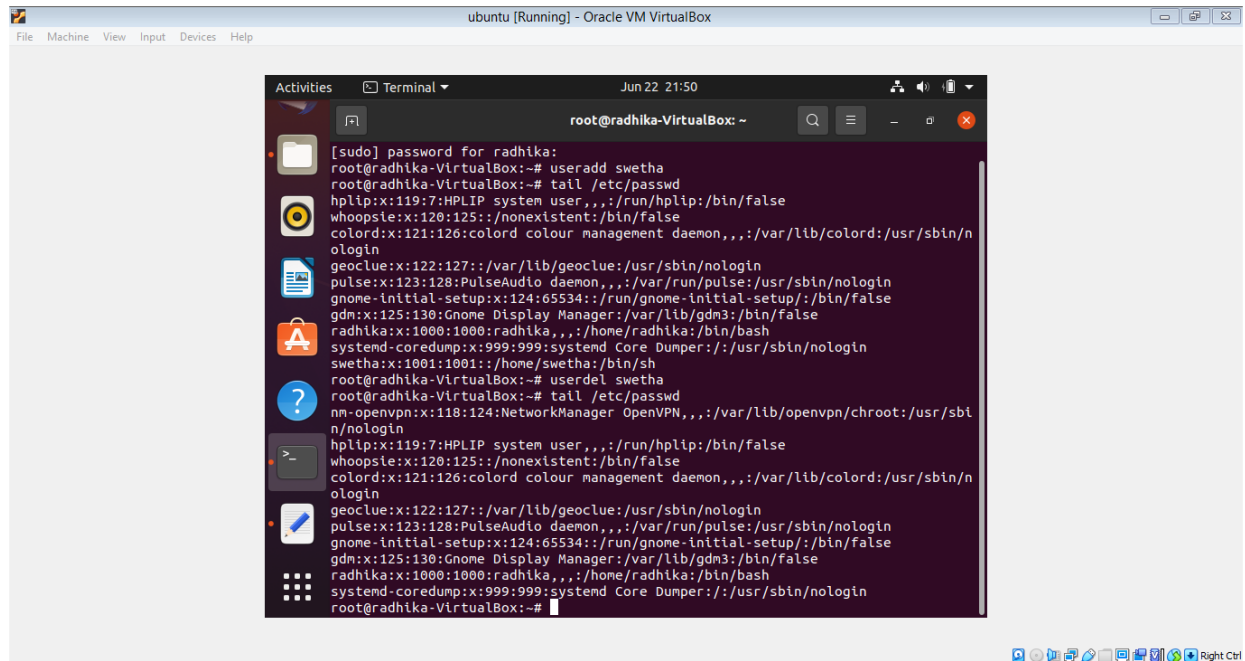 ubuntu [Running] - Oracle VM VirtualBox
File Machine View Input Devices Help
Activities Terminal Jun 22 21:50
root@radhika-VirtualBox: ~
[sudo] password for radhika:
root@radhika-VirtualBox:~# useradd swetha
root@radhika-VirtualBox:~# tail /etc/passwd
hplip:x:119:7:HPLIP system user,,,:/run/hplip:/bin/false
whoopsie:x:120:125::/nonexistent:/bin/false
colord:x:121:126:colord colour management daemon,,,:/var/lib/colord:/usr/sbin/n
ologin
geoclue:x:122:127::/var/lib/geoclue:/usr/sbin/nologin
pulse:x:123:128:PulseAudio daemon,,,:/var/run/pulse:/usr/sbin/nologin
gnome-initial-setup:x:124:65534::/run/gnome-initial-setup/:/bin/false
gdm:x:125:130:Gnome Display Manager:/var/lib/gdm3:/bin/false
radhika:x:1000:1000:radhika,,,:/home/radhika:/bin/bash
systemd-coredump:x:999:999:systemd Core Dumper:/:/usr/sbin/nologin
swetha:x:1001:1001::/home/swetha:/bin/sh
root@radhika-VirtualBox:~# userdel swetha
root@radhika-VirtualBox:~# tail /etc/passwd
nm-openvpn:x:118:124:NetworkManager OpenVPN,,,:/var/lib/openvpn/chroot:/usr/sbi
n/nologin
hplip:x:119:7:HPLIP system user,,,:/run/hplip:/bin/false
whoopsie:x:120:125::/nonexistent:/bin/false
colord:x:121:126:colord colour management daemon,,,:/var/lib/colord:/usr/sbin/n
ologin
geoclue:x:122:127::/var/lib/geoclue:/usr/sbin/nologin
pulse:x:123:128:PulseAudio daemon,,,:/var/run/pulse:/usr/sbin/nologin
gnome-initial-setup:x:124:65534::/run/gnome-initial-setup/:/bin/false
gdm:x:125:130:Gnome Display Manager:/var/lib/gdm3:/bin/false
radhika:x:1000:1000:radhika,,,:/home/radhika:/bin/bash
systemd-coredump:x:999:999:systemd Core Dumper:/:/usr/sbin/nologin
root@radhika-VirtualBox:~#
Right Ctrl